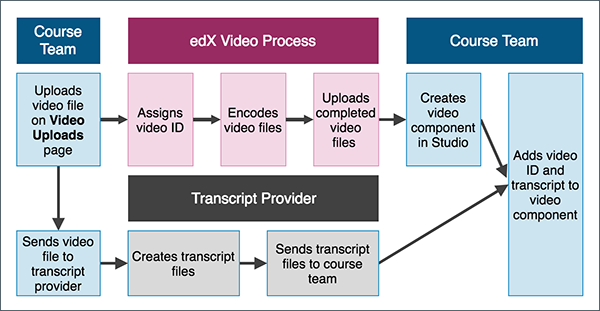 Course
Team
edX Video Process
Course Team
Uploads
video file
on Video
Uploads
page
Assigns
video ID
Encodes
video files
Uploads
completed
video
files
Creates
video
component
in Studio
Adds video
ID and
transcript to
video
component
Transcript Provider
Sends video
file to
transcript
provider
Creates transcript
files
Sends transcript
files to course
team